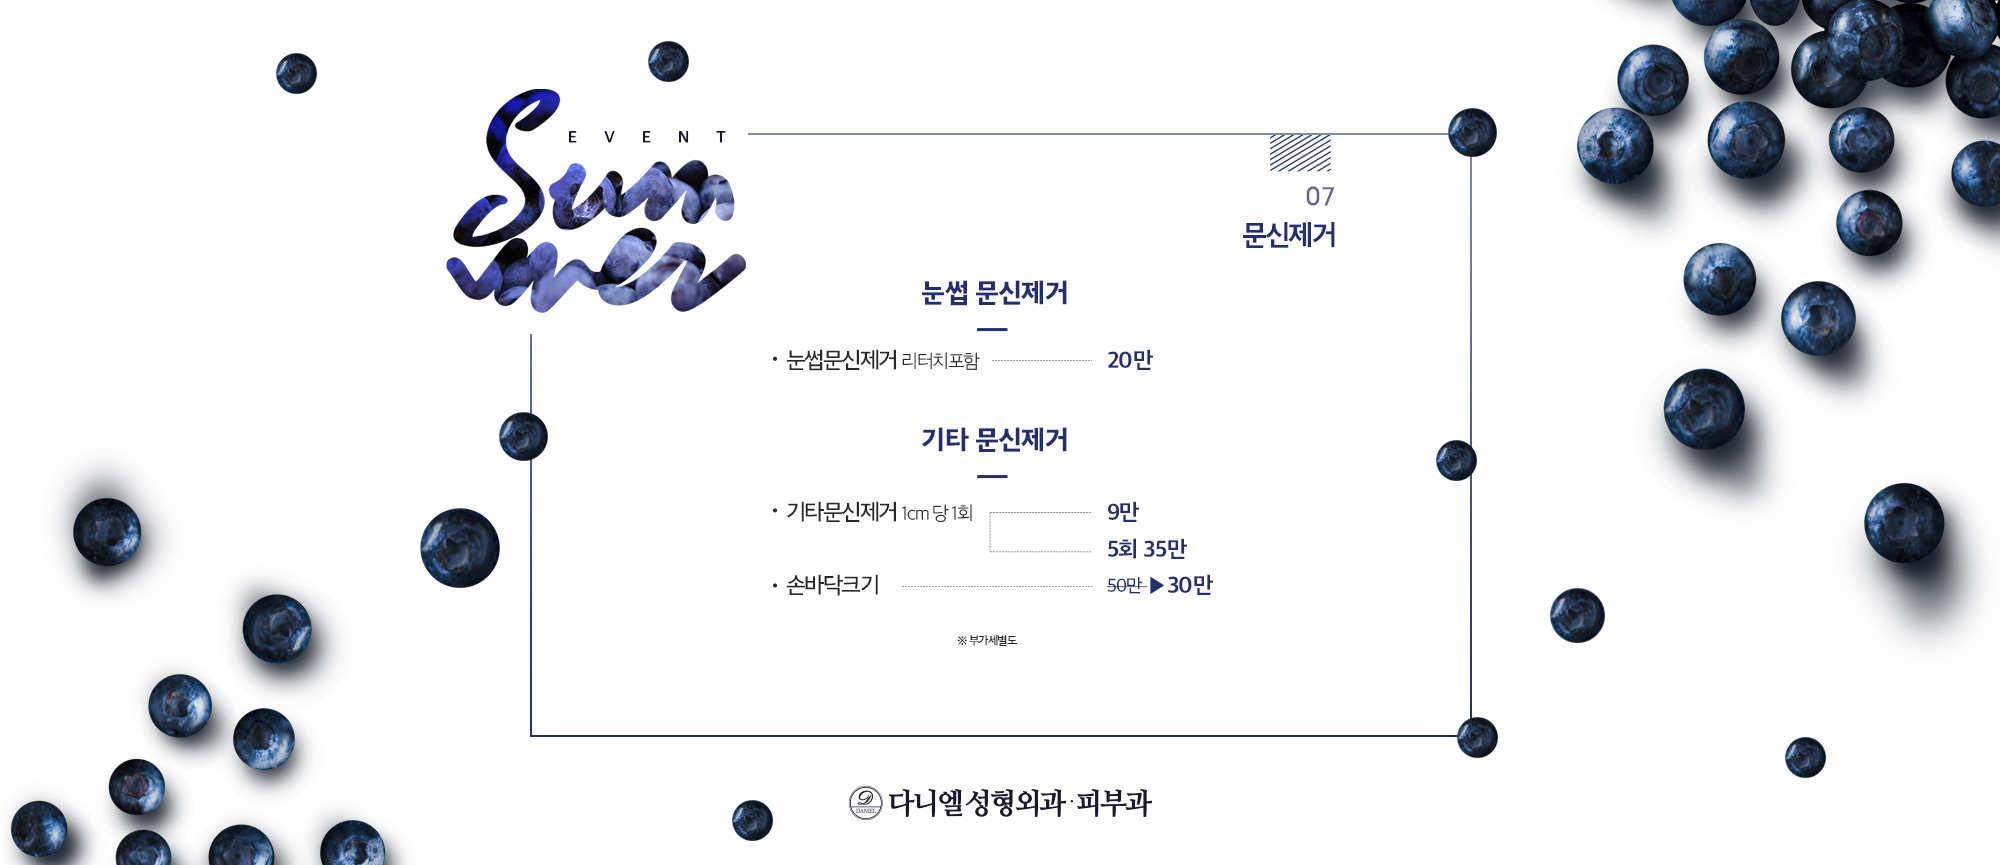 EVENT
Sum
mer
07
문신제거
눈썹 문신제거
• 눈썹문신제거 리터치포함 20만
기타 문신제거
• 기타문신제거 1cm 당 1회 9만
5회 35만
• 손바닥크기 50만 ▶ 30만
※ 부가세별도
DANIEL 다니엘성형외과·피부과